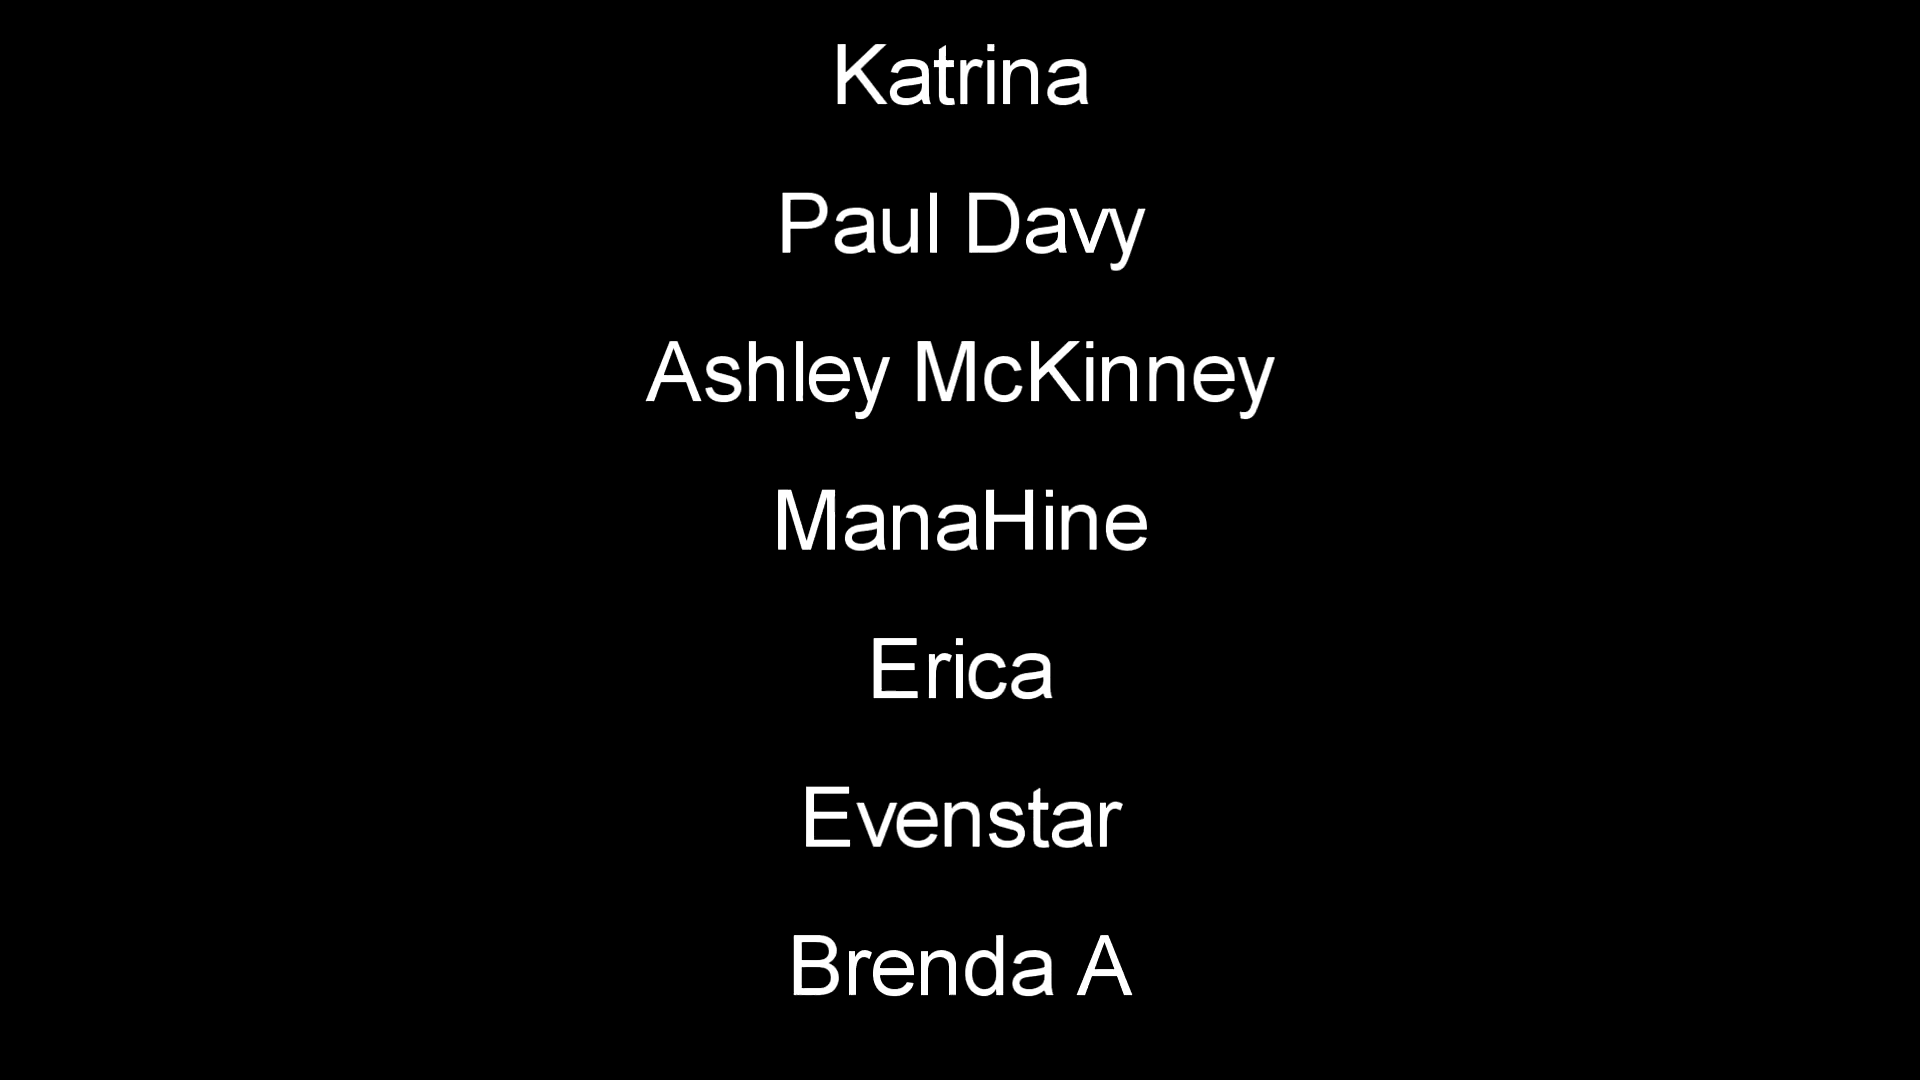 Katrina
Paul Davy
Ashley McKinney
ManaHine
Erica
Evenstar
Brenda A